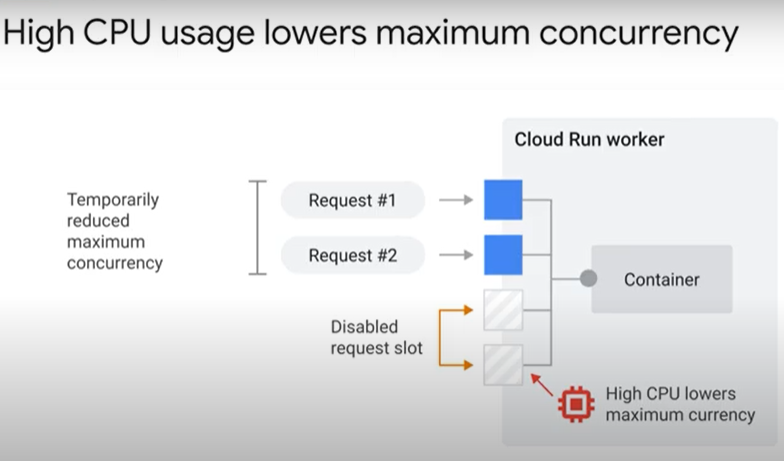 High CPU usage lowers maximum concurrency
Cloud Run worker
Temporarily
reduced
maximum
concurrency
Request #1
Request #2
Container
Disabled
request slot
High CPU lowers
maximum currency